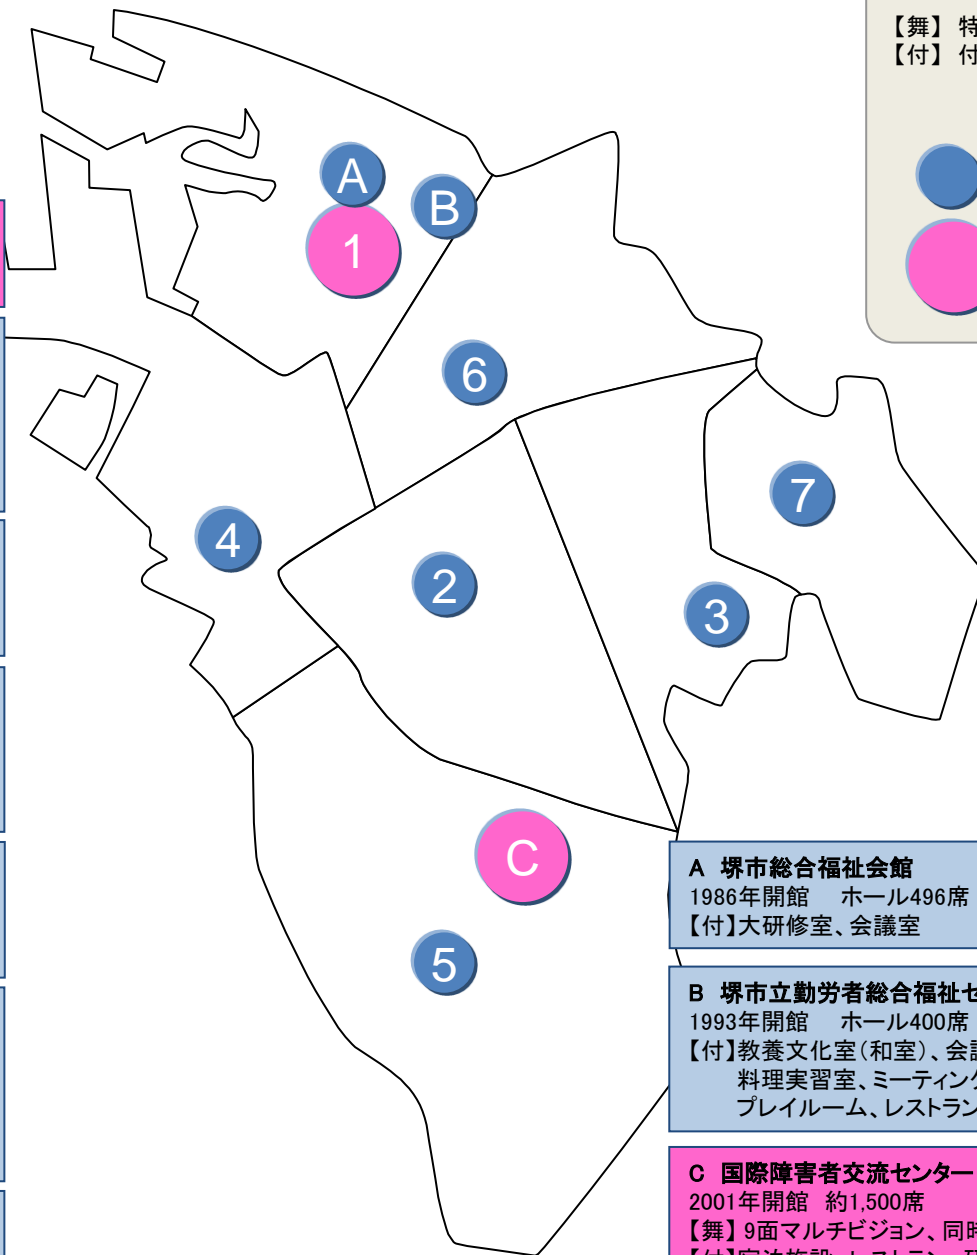 【舞】 特
【付】 付
A
B
1
6
7
4
2
3
C
5
A 堺市総合福祉会館
1986年開館 ホール496席
【付】大研修室、会議室
B 堺市立勤労者総合福祉セ
1993年開館 ホール400席
【付】教養文化室(和室)、会
料理実習室、ミーティン
プレイルーム、レストラン
C 国際障害者交流センター
2001年開館 約1,500席
【舞】 9面マルチビジョン、同時